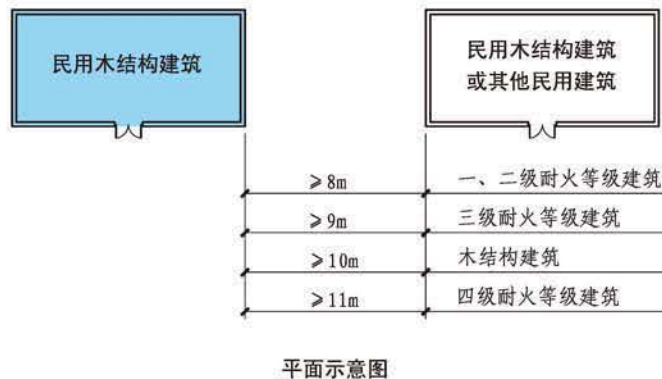 民用木结构建筑
民用木结构建筑
或其他民用建筑
≥8m 一、二级耐火等级建筑
≥9m 三级耐火等级建筑
≥10m 木结构建筑
≥11m 四级耐火等级建筑
平面示意图